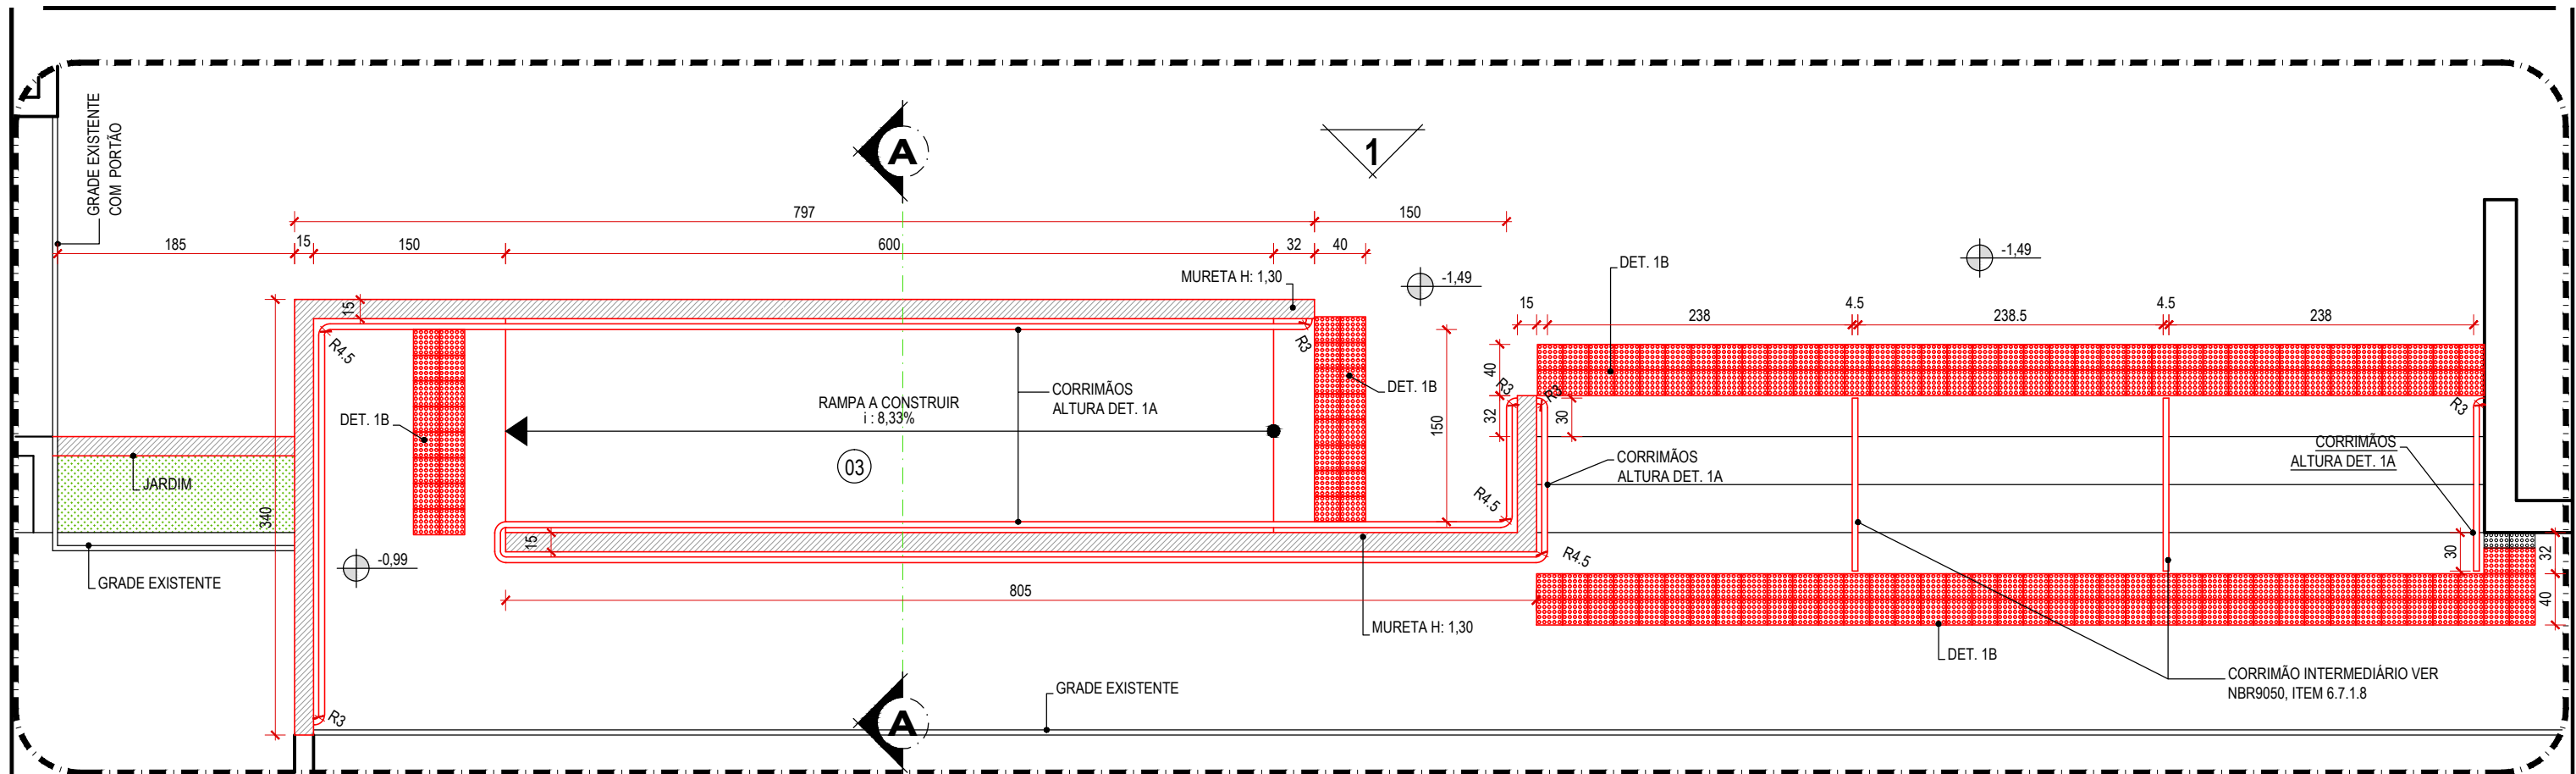 GRADE EXISTENTE
COM PORTÃO
A
1
797
150
185
15
150
600
32
40
-1,49
-1,49
MURETA H: 1,30
DET. 1B
15
15
238
4.5
238.5
4.5
238
R4.5
R3
40
R3
R3
R3
CORRIMÃOS
ALTURA DET. 1A
DET. 1B
RAMPA A CONSTRUIR
i : 8,33%
DET. 1B
150
32
30
03
CORRIMÃOS
ALTURA DET. 1A
CORRIMÃOS
ALTURA DET. 1A
JARDIM
R4.5
340
15
30
32
GRADE EXISTENTE
-0,99
R4.5
805
40
MURETA H: 1,30
DET. 1B
GRADE EXISTENTE
CORRIMÃO INTERMEDIÁRIO VER
NBR9050, ITEM 6.7.1.8
R3
A